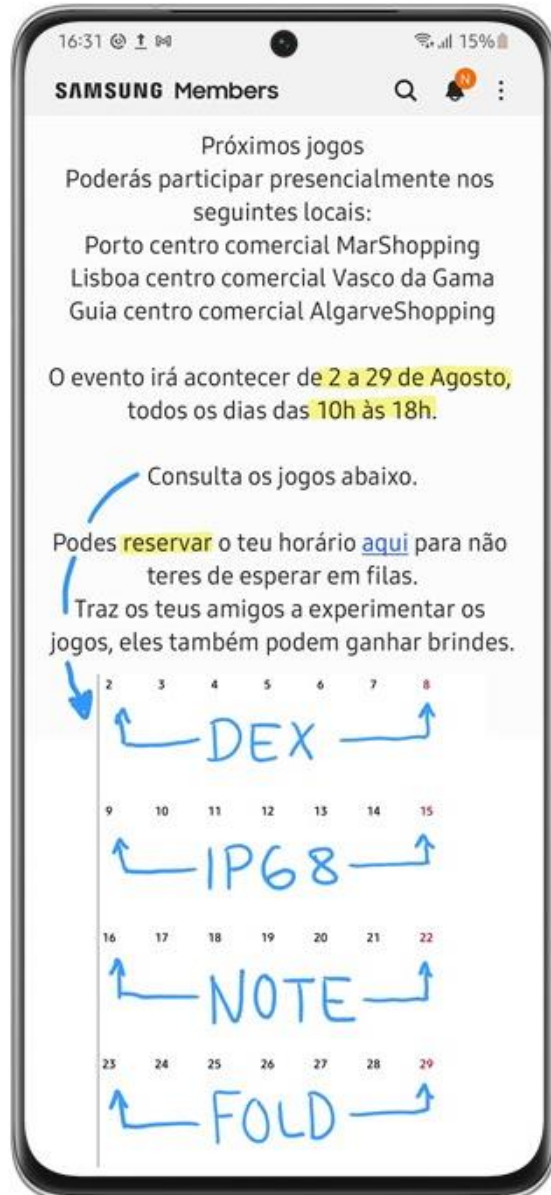 16:31 15%
SAMSUNG Members N
Próximos jogos
Poderás participar presencialmente nos
seguintes locais:
Porto centro comercial MarShopping
Lisboa centro comercial Vasco da Gama
Guia centro comercial AlgarveShopping
O evento irá acontecer de 2 a 29 de Agosto,
todos os dias das 10h às 18h.
Consulta os jogos abaixo.
Podes reservar o teu horário aqui para não
teres de esperar em filas.
Traz os teus amigos a experimentar os
jogos, eles também podem ganhar brindes.
2 3 4 5 6 7 8
DEX
9 10 11 12 13 14 15
IP68
16 17 18 19 20 21 22
NOTE
23 24 25 26 27 28 29
FOLD